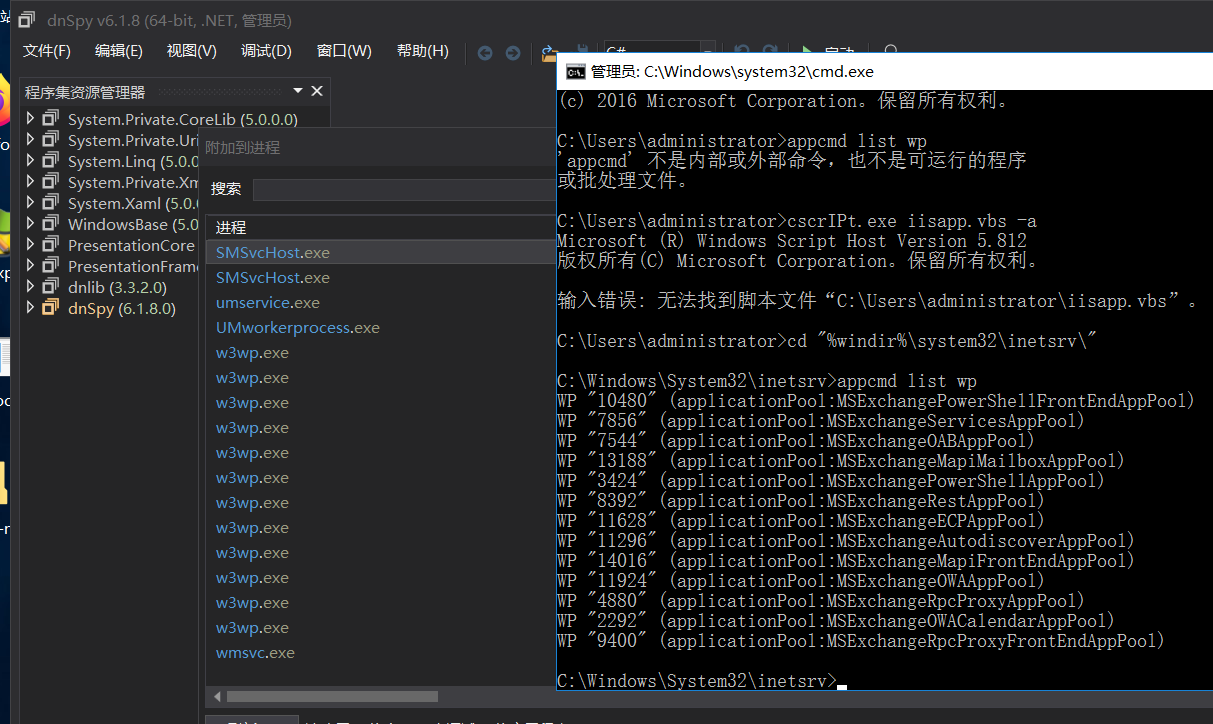 站
dnSpy v6.1.8 (64-bit, .NET, 管理员)
文件(F) 编辑(E) 视图(V) 调试(D) 窗口(W) 帮助(H)
C#
启动
程序集资源管理器
System.Private.CoreLib (5.0.0.0)
System.Private.Uri
System.Linq (5.0.0
System.Private.Xm
System.Xaml (5.0.
WindowsBase (5.0
PresentationCore
PresentationFrame
dnlib (3.3.2.0)
dnSpy (6.1.8.0)
附加到进程
搜索
进程
SMSvcHost.exe
SMSvcHost.exe
umservice.exe
UMworkerprocess.exe
w3wp.exe
w3wp.exe
w3wp.exe
w3wp.exe
w3wp.exe
w3wp.exe
w3wp.exe
w3wp.exe
w3wp.exe
w3wp.exe
w3wp.exe
w3wp.exe
wmsvc.exe
管理员: C:\Windows\system32\cmd.exe
(c) 2016 Microsoft Corporation。保留所有权利。
C:\Users\administrator>appcmd list wp
'appcmd' 不是内部或外部命令，也不是可运行的程序
或批处理文件。
C:\Users\administrator>cscrIPt.exe iisapp.vbs -a
Microsoft (R) Windows Script Host Version 5.812
版权所有(C) Microsoft Corporation。保留所有权利。
输入错误: 无法找到脚本文件“C:\Users\administrator\iisapp.vbs”。
C:\Users\administrator>cd "%windir%\system32\inetsrv\"
C:\Windows\System32\inetsrv>appcmd list wp
WP "10480" (applicationPool:MSExchangePowerShellFrontEndAppPool)
WP "7856" (applicationPool:MSExchangeServicesAppPool)
WP "7544" (applicationPool:MSExchangeOABAppPool)
WP "13188" (applicationPool:MSExchangeMapiMailboxAppPool)
WP "3424" (applicationPool:MSExchangePowerShellAppPool)
WP "8392" (applicationPool:MSExchangeRestAppPool)
WP "11628" (applicationPool:MSExchangeECPAppPool)
WP "11296" (applicationPool:MSExchangeAutodiscoverAppPool)
WP "14016" (applicationPool:MSExchangeMapiFrontEndAppPool)
WP "11924" (applicationPool:MSExchangeOWAAppPool)
WP "4880" (applicationPool:MSExchangeRpcProxyAppPool)
WP "2292" (applicationPool:MSExchangeOWACalendarAppPool)
WP "9400" (applicationPool:MSExchangeRpcProxyFrontEndAppPool)
C:\Windows\System32\inetsrv>